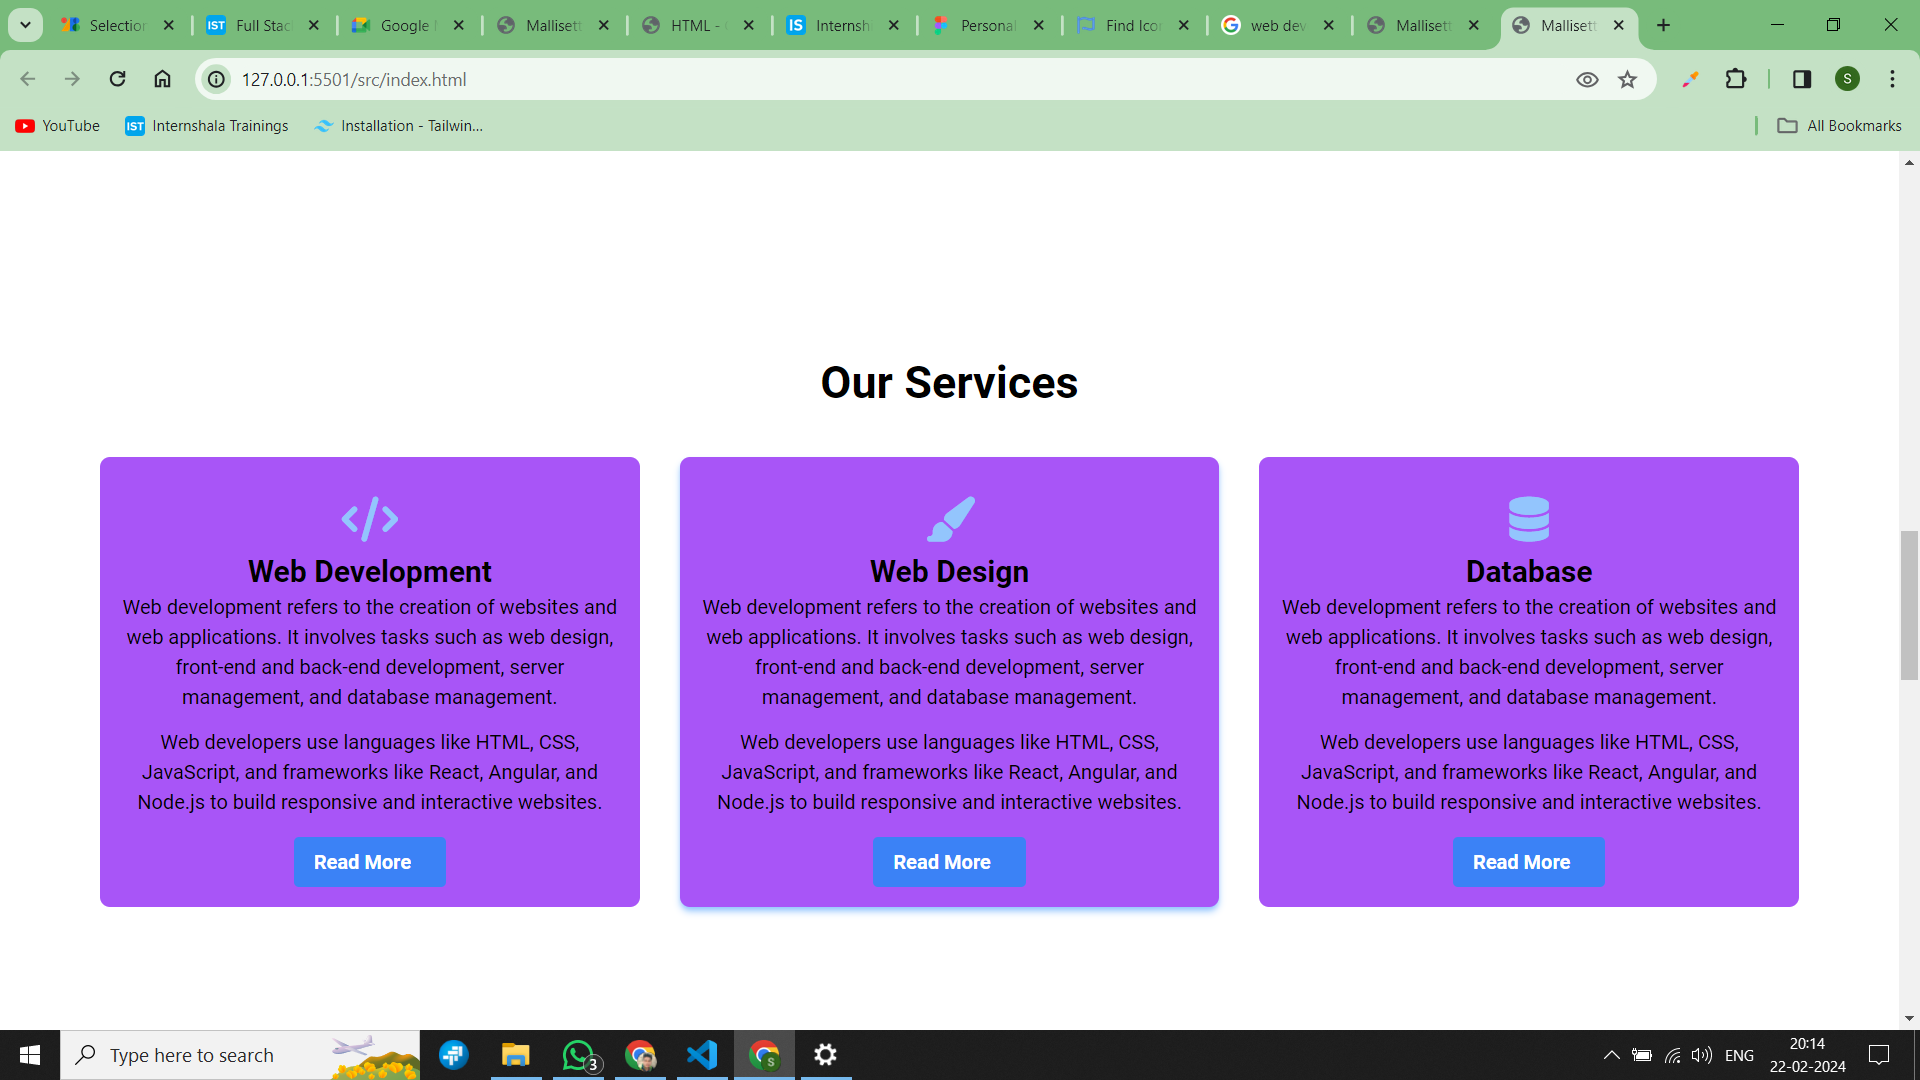 Selection
IST Full Stac
Google M
Mallisett
HTML -
IS Internsh
Personal
Find Icon
web dev
Mallisett
Mallisett
127.0.0.1:5501/src/index.html
S
YouTube
IST Internshala Trainings
Installation - Tailwin...
All Bookmarks
Our Services
Web Development
Web development refers to the creation of websites and
web applications. It involves tasks such as web design,
front-end and back-end development, server
management, and database management.
Web developers use languages like HTML, CSS,
JavaScript, and frameworks like React, Angular, and
Node.js to build responsive and interactive websites.
Read More
Web Design
Web development refers to the creation of websites and
web applications. It involves tasks such as web design,
front-end and back-end development, server
management, and database management.
Web developers use languages like HTML, CSS,
JavaScript, and frameworks like React, Angular, and
Node.js to build responsive and interactive websites.
Read More
Database
Web development refers to the creation of websites and
web applications. It involves tasks such as web design,
front-end and back-end development, server
management, and database management.
Web developers use languages like HTML, CSS,
JavaScript, and frameworks like React, Angular, and
Node.js to build responsive and interactive websites.
Read More
Type here to search
3
S
ENG
20:14
22-02-2024